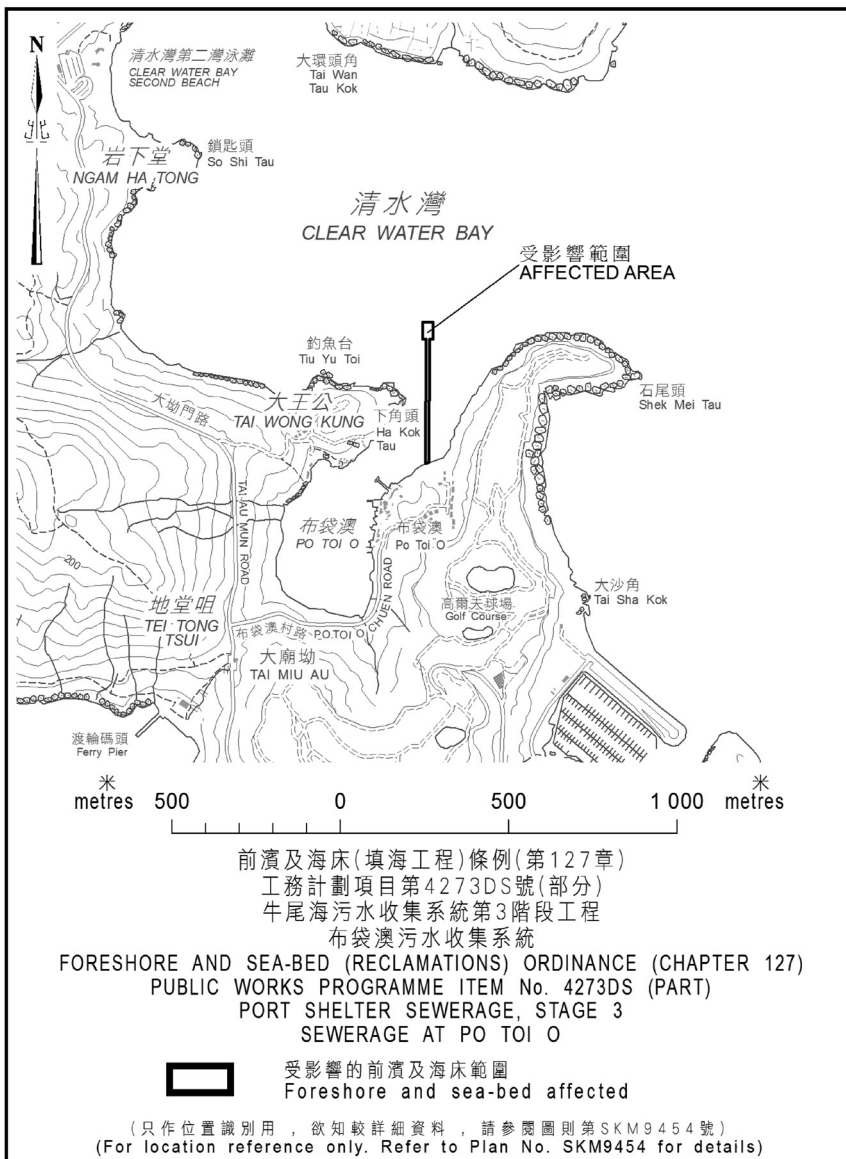 N
清水灣第二灣泳灘
CLEAR WATER BAY
SECOND BEACH
大環頭角
Tai Wan
Tau Kok
岩下堂
NGAM HA TONG
鎖匙頭
So Shi Tau
清水灣
CLEAR WATER BAY
受影響範圍
AFFECTED AREA
釣魚台
Tiu Yu Toi
大王公
TAI WONG KUNG
下角頭
Ha Kok
Tau
石尾頭
Shek Mei Tau
大坳門路
TAI AU MUN ROAD
布袋澳
PO TOI O
布袋澳
Po Toi O
200
地堂咀
TEI TONG
TSUI
高爾夫球場
Golf Course
大沙角
Tai Sha Kok
布袋澳村路 PO TOI O CHUEN ROAD
大廟坳
TAI MIU AU
渡輪碼頭
Ferry Pier
米
metres 500 0 500 1 000 米
metres
前濱及海床(填海工程)條例(第127章)
工務計劃項目第4273DS號(部分)
牛尾海污水收集系統第3階段工程
布袋澳污水收集系統
FORESHORE AND SEA-BED (RECLAMATIONS) ORDINANCE (CHAPTER 127)
PUBLIC WORKS PROGRAMME ITEM No. 4273DS (PART)
PORT SHELTER SEWERAGE, STAGE 3
SEWERAGE AT PO TOI O
受影響的前濱及海床範圍
Foreshore and sea-bed affected
(只作位置識別用 , 欲知較詳細資料 , 請參閱圖則第SKM9454號)
(For location reference only. Refer to Plan No. SKM9454 for details)